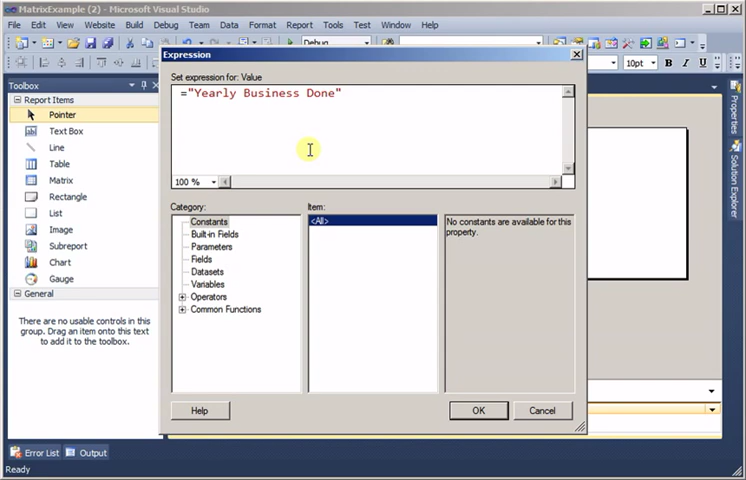 MatrixExample (2) - Microsoft Visual Studio
File Edit View Website Build Debug Team Data Format Report Tools Test Window Help
Debug
10pt
Toolbox
Report Items
Pointer
Text Box
Line
Table
Matrix
Rectangle
List
Image
Subreport
Chart
Gauge
General
There are no usable controls in this
group. Drag an item onto this text
to add it to the toolbox.
Expression
Set expression for: Value
="Yearly Business Done"
100 %
Category:
Constants
Built-in Fields
Parameters
Fields
Datasets
Variables
Operators
Common Functions
Item:
<All>
No constants are available for this
property.
Help
OK
Cancel
Properties
Solution Explorer
Error List
Output
Ready